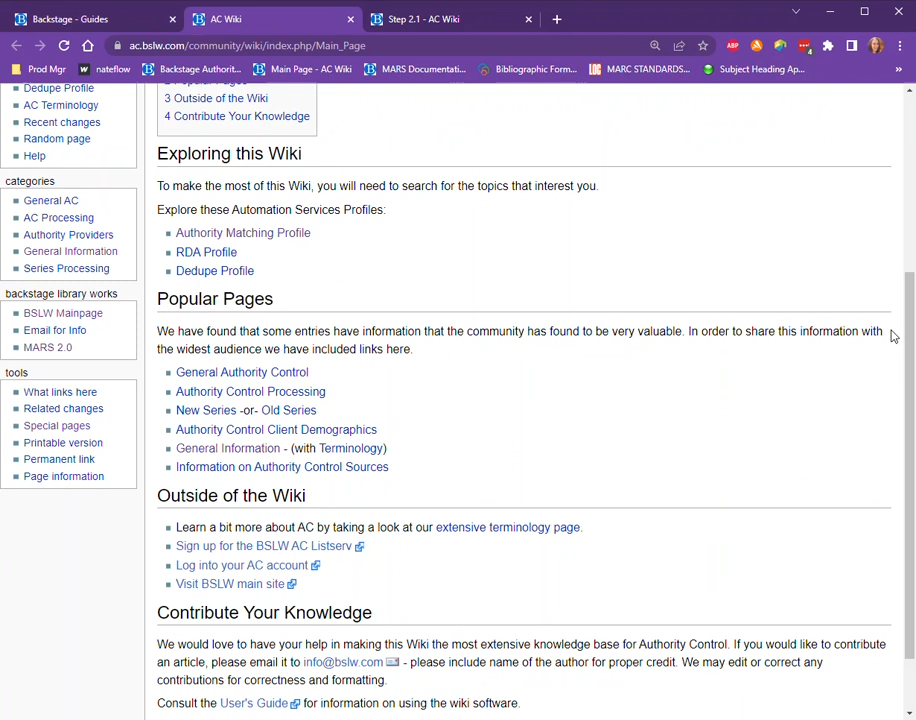 Backstage - Guides
AC Wiki
Step 2.1 - AC Wiki
ac.bslw.com/community/wiki/index.php/Main_Page
ABP
4
Prod Mgr
nateflow
Backstage Authorit...
Main Page - AC Wiki
MARS Documentati...
Bibliographic Form...
MARC STANDARDS...
Subject Heading Ap...
»
Dedupe Profile
AC Terminology
Recent changes
Random page
Help
categories
General AC
AC Processing
Authority Providers
General Information
Series Processing
backstage library works
BSLW Mainpage
Email for Info
MARS 2.0
tools
What links here
Related changes
Special pages
Printable version
Permanent link
Page information
3 Outside of the Wiki
4 Contribute Your Knowledge
Exploring this Wiki
To make the most of this Wiki, you will need to search for the topics that interest you.
Explore these Automation Services Profiles:
Authority Matching Profile
RDA Profile
Dedupe Profile
Popular Pages
We have found that some entries have information that the community has found to be very valuable. In order to share this information with
the widest audience we have included links here.
General Authority Control
Authority Control Processing
New Series -or- Old Series
Authority Control Client Demographics
General Information - (with Terminology)
Information on Authority Control Sources
Outside of the Wiki
Learn a bit more about AC by taking a look at our extensive terminology page.
Sign up for the BSLW AC Listserv
Log into your AC account
Visit BSLW main site
Contribute Your Knowledge
We would love to have your help in making this Wiki the most extensive knowledge base for Authority Control. If you would like to contribute
an article, please email it to info@bslw.com - please include name of the author for proper credit. We may edit or correct any
contributions for correctness and formatting.
Consult the User's Guide for information on using the wiki software.